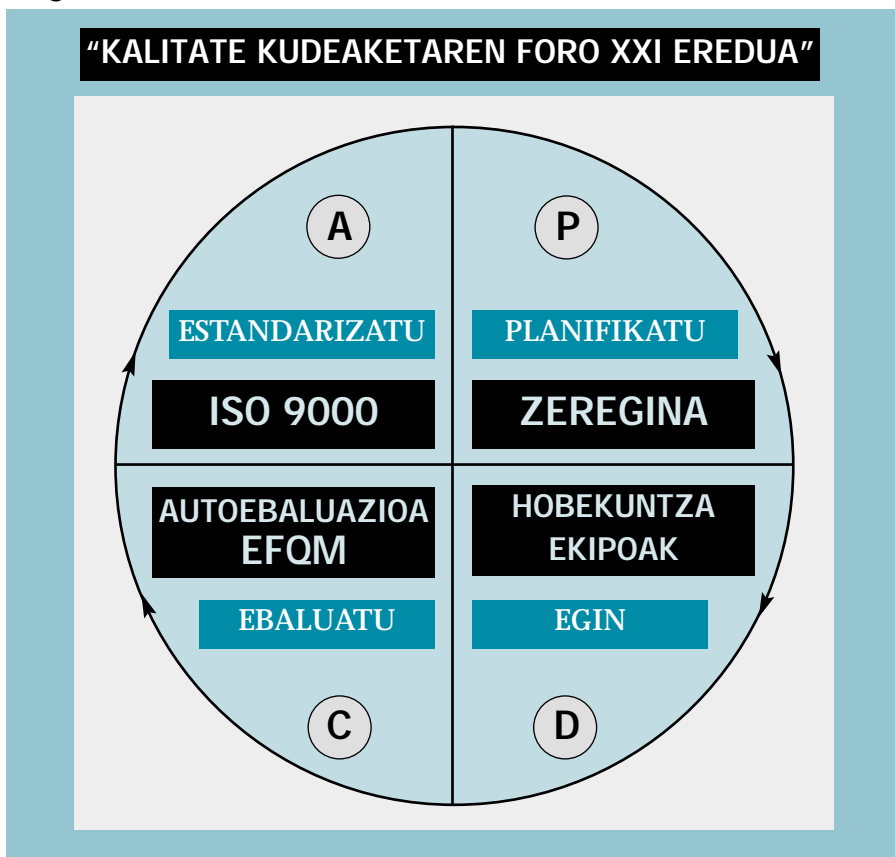 “KALITATE KUDEAKETAREN FORO XXI EREDUA”
A
P
ESTANDARIZATU
PLANIFIKATU
ISO 9000
ZEREGINA
AUTOEBALUAZIOA
EFQM
HOBEKUNTZA
EKIPOAK
EBALUATU
EGIN
C
D